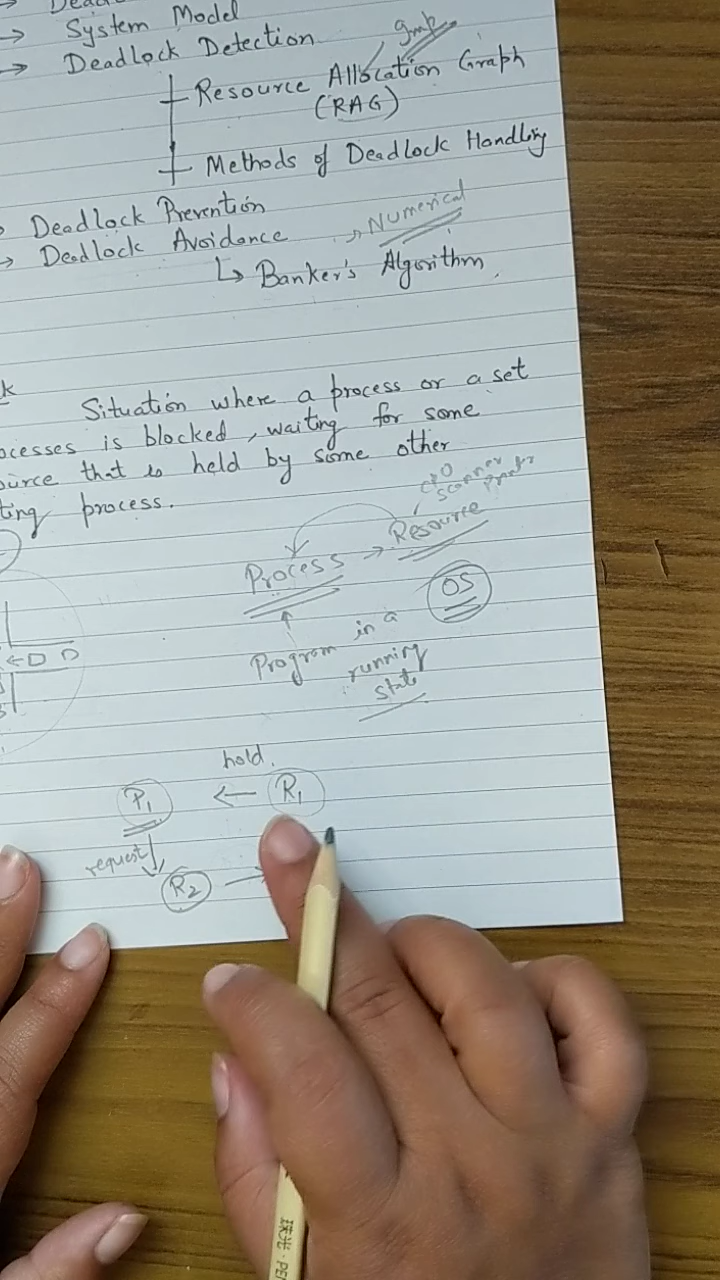 → System Model
→ Deadlock Detection
Resource Allocation Graph
(RAG)
Methods of Deadlock Handling
Deadlock Prevention
→ Deadlock Avoidance → Numerical
↳ Banker's Algorithm
Situation where a process or a set
is blocked, waiting for some
that is held by some other
process.
scanner
Process → Resource
OS
Program in a
running
state
← D D
hold
P1 ← R1
request
R2 →